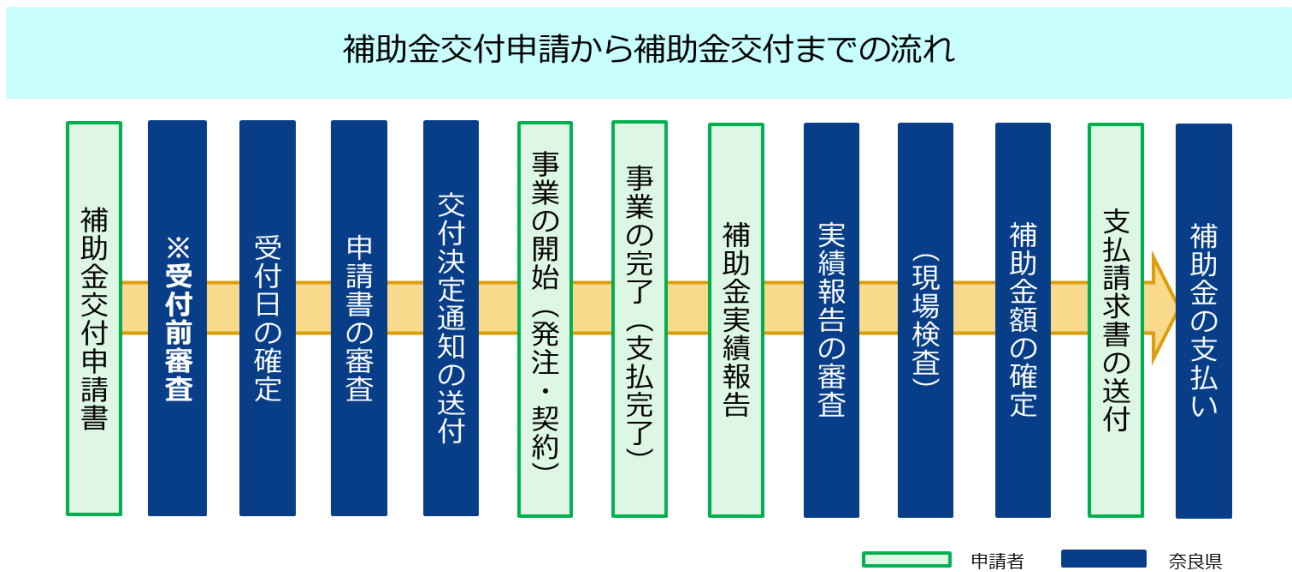 補助金交付申請から補助金交付までの流れ
補助金交付申請書
※受付前審査
受付日の確定
申請書の審査
交付決定通知の送付
事業の開始（発注・契約）
事業の完了（支払完了）
補助金実績報告
実績報告の審査
（現場検査）
補助金額の確定
支払請求書の送付
補助金の支払い
申請者
奈良県